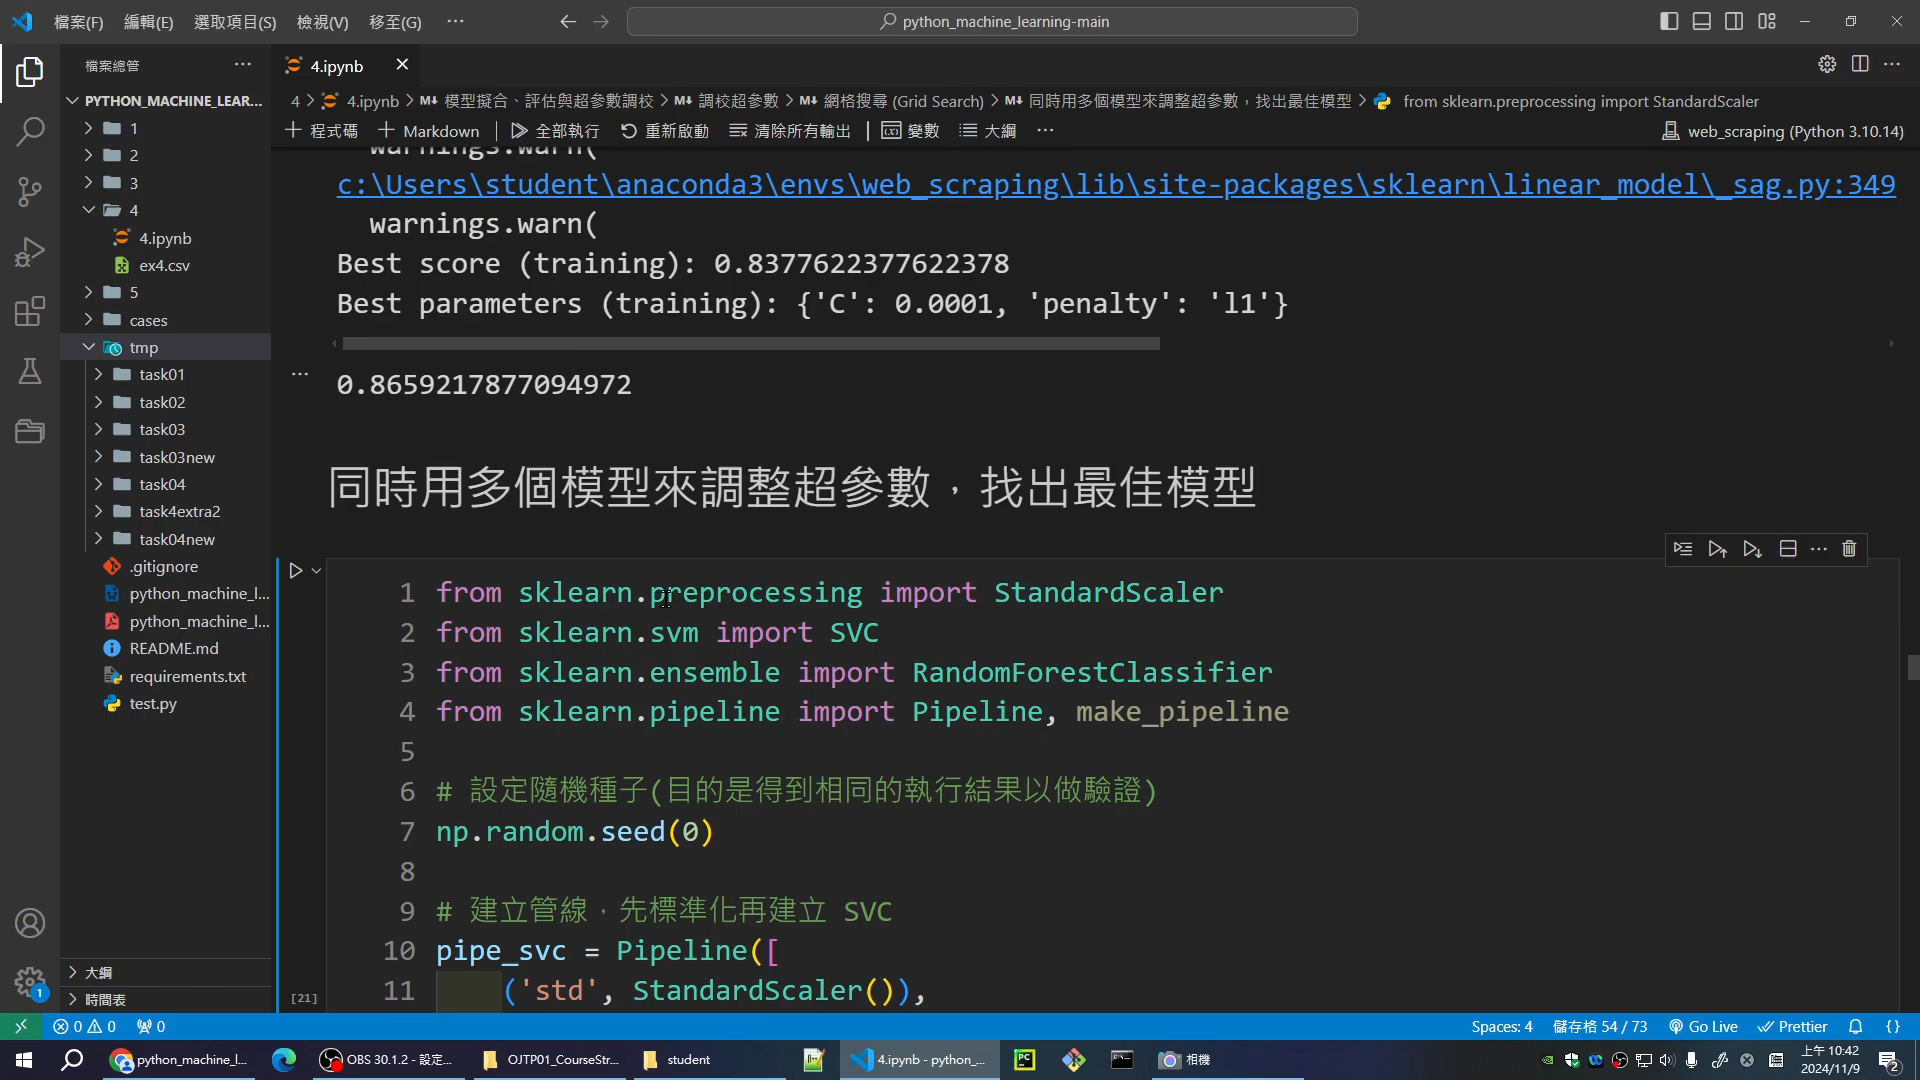 檔案(F) 編輯(E) 選取項目(S) 檢視(V) 移至(G) ···
python_machine_learning-main
檔案總管
4.ipynb
PYTHON_MACHINE_LEAR...
4 > 4.ipynb > 模型擬合、評估與超參數調校 > 調校超參數 > 網格搜尋 (Grid Search) > 同時用多個模型來調整超參數，找出最佳模型 > from sklearn.preprocessing import StandardScaler
程式碼 Markdown 全部執行 重新啟動 清除所有輸出 變數 大綱 ···
web_scraping (Python 3.10.14)
1
2
3
4
4.ipynb
ex4.csv
5
cases
tmp
task01
task02
task03
task03new
task04
task4extra2
task04new
.gitignore
python_machine_l...
python_machine_l...
README.md
requirements.txt
test.py
大綱
時間表
warnings.warn(
c:\Users\student\anaconda3\envs\web_scraping\lib\site-packages\sklearn\linear_model\_sag.py:349
warnings.warn(
Best score (training): 0.8377622377622378
Best parameters (training): {'C': 0.0001, 'penalty': 'l1'}
0.8659217877094972
同時用多個模型來調整超參數，找出最佳模型
1 from sklearn.preprocessing import StandardScaler
2 from sklearn.svm import SVC
3 from sklearn.ensemble import RandomForestClassifier
4 from sklearn.pipeline import Pipeline, make_pipeline
5
6 # 設定隨機種子(目的是得到相同的執行結果以做驗證)
7 np.random.seed(0)
8
9 # 建立管線，先標準化再建立 SVC
10 pipe_svc = Pipeline([
11 ('std', StandardScaler()),
[21]
1
0 0 0
Spaces: 4 儲存格 54 / 73 Go Live Prettier {}
python_machine_l... OBS 30.1.2 - 設定... OJTP01_CourseStr... student 4.ipynb - python_... PC 相機
上午 10:42
2024/11/9
2